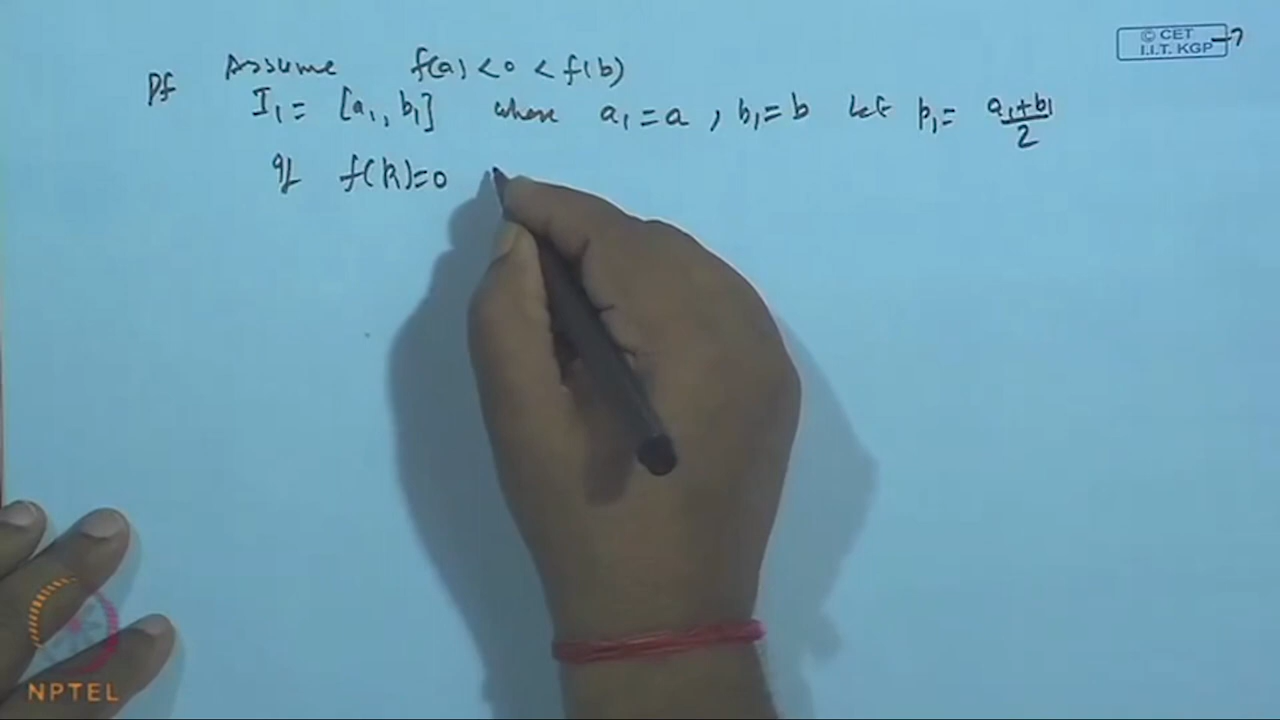 © CET
I.I.T. KGP
Pf Assume f(a) < 0 < f(b)
I₁ = [a₁, b₁] where a₁ = a , b₁ = b let p₁ = (a₁+b₁)/2
If f(p₁)=0
NPTEL